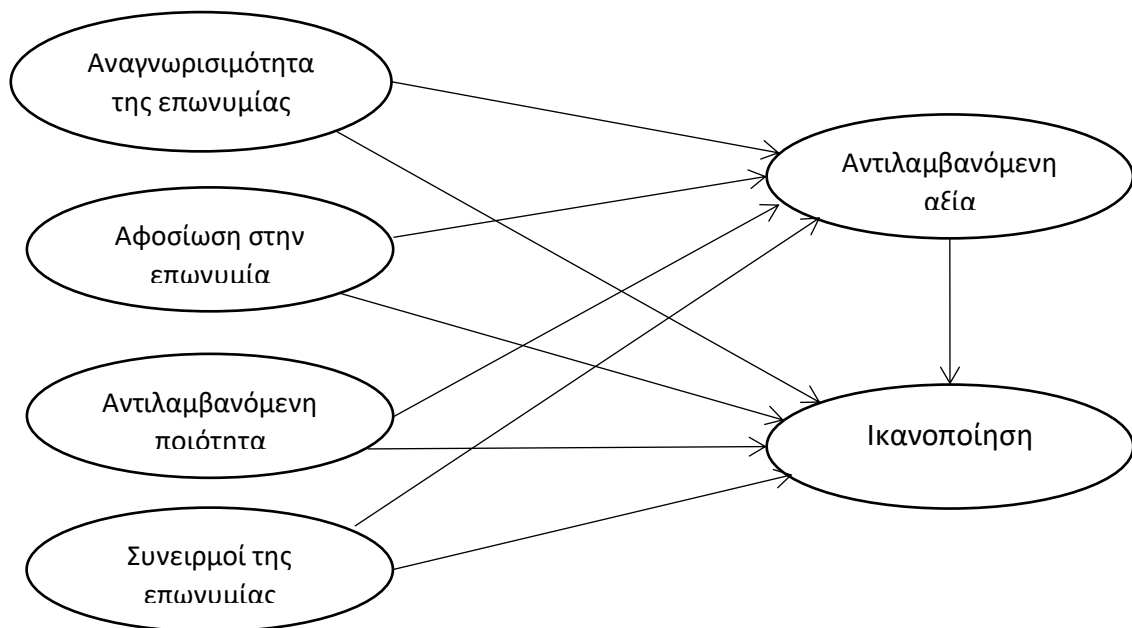 Αναγνωρισιμότητα
της επωνυμίας
Αφοσίωση στην
επωνυμία
Αντιλαμβανόμενη
ποιότητα
Συνειρμοί της
επωνυμίας
Αντιλαμβανόμενη
αξία
Ικανοποίηση